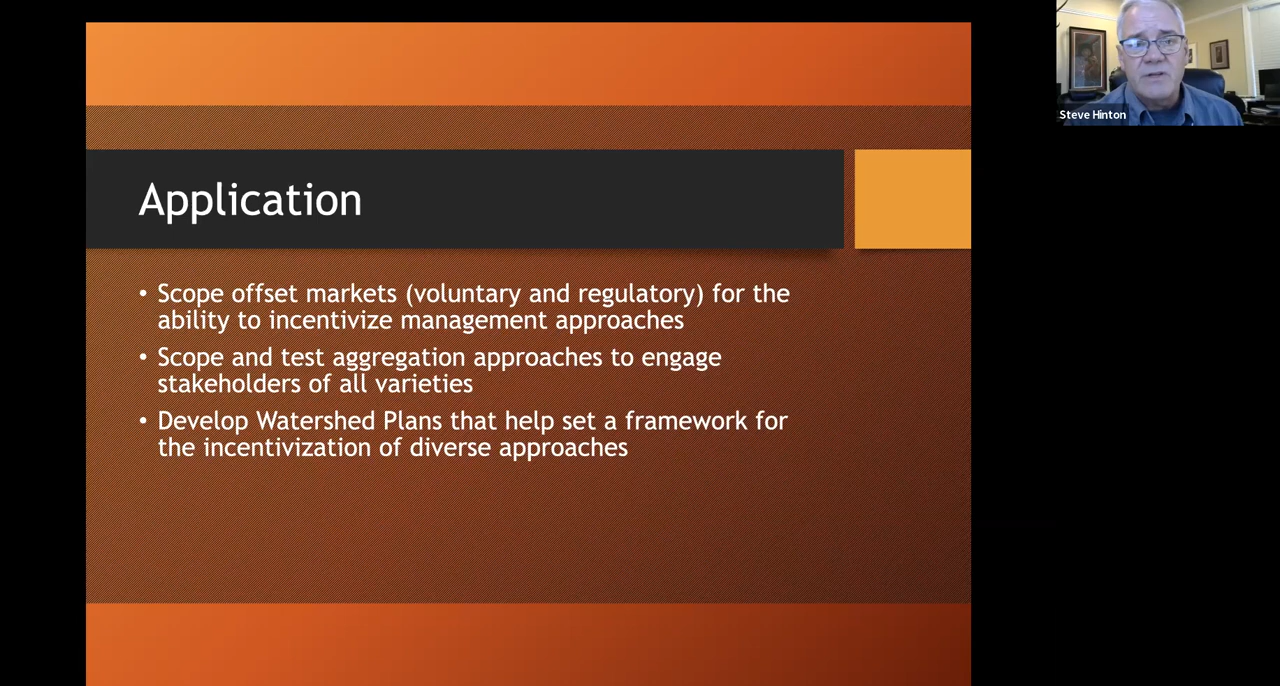 Application
• Scope offset markets (voluntary and regulatory) for the
ability to incentivize management approaches
• Scope and test aggregation approaches to engage
stakeholders of all varieties
• Develop Watershed Plans that help set a framework for
the incentivization of diverse approaches
Steve Hinton